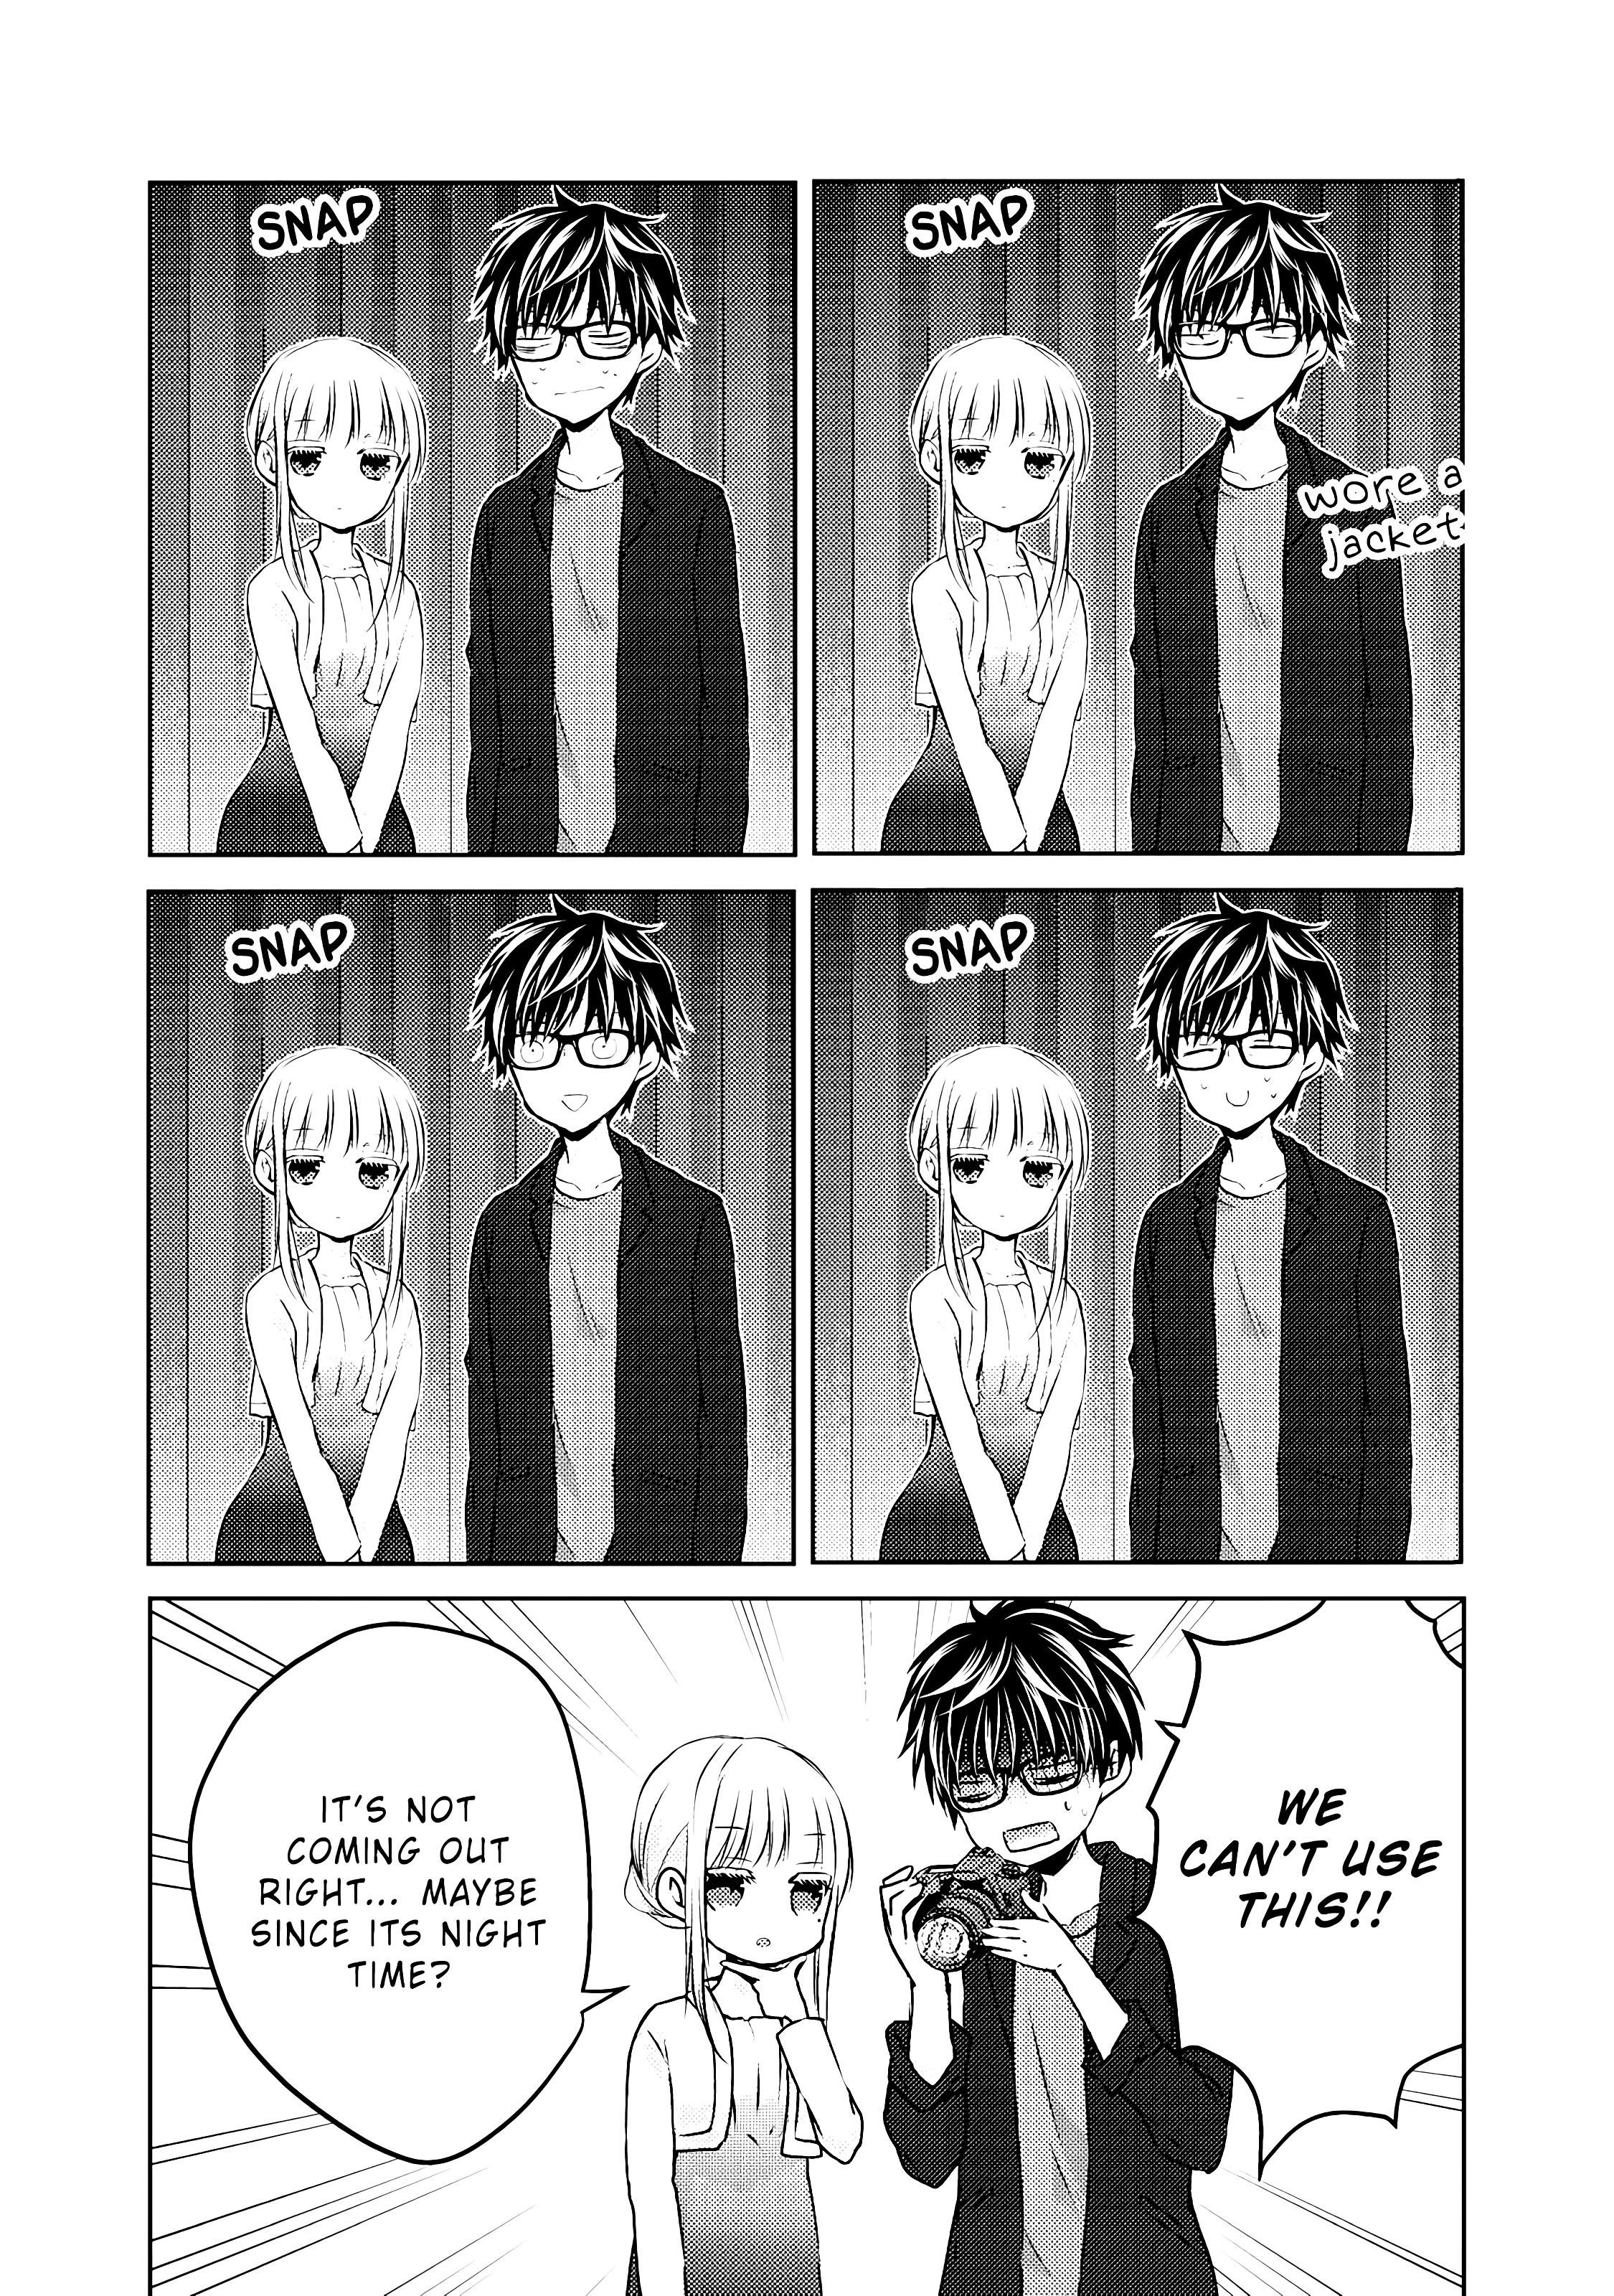 SNAP
wore a
jacket
SNAP
SNAP
SNAP
WE
CAN'T USE
THIS!!
IT'S NOT
COMING OUT
RIGHT... MAYBE
SINCE ITS NIGHT
TIME?